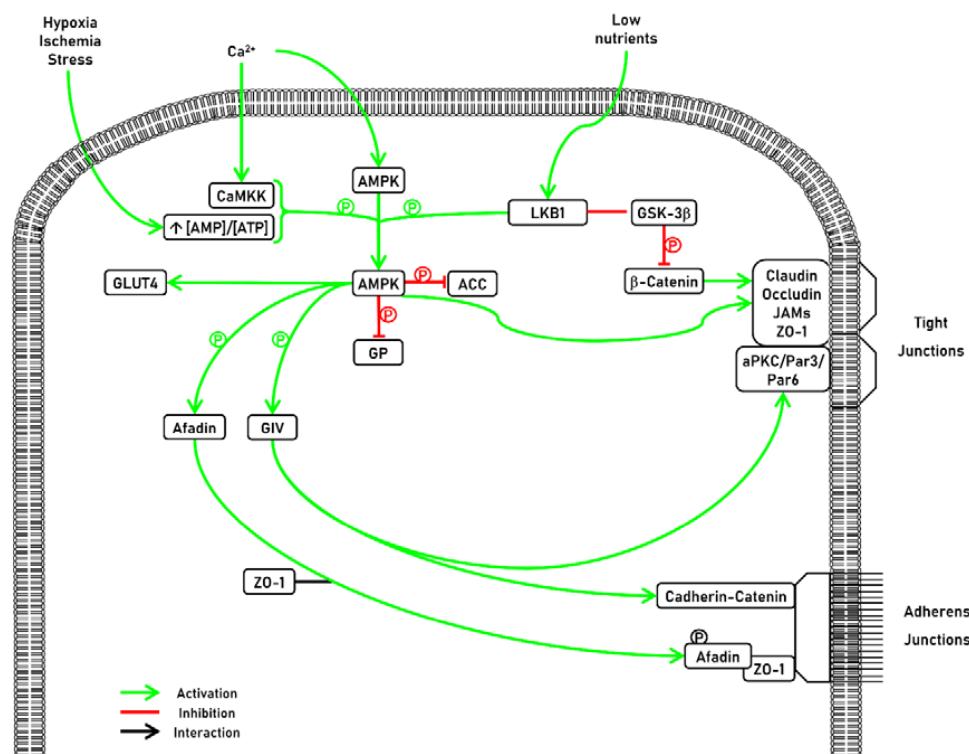 Hypoxia
Ischemia
Stress
Ca²⁺
Low
nutrients
CaMKK
↑ [AMP]/[ATP]
AMPK
P
P
LKB1
GSK-3β
P
β-Catenin
GLUT4
AMPK
P
ACC
P
GP
P
P
Claudin
Occludin
JAMs
ZO-1
aPKC/Par3/
Par6
Tight
Junctions
Afadin
GIV
ZO-1
Cadherin-Catenin
P
Afadin
ZO-1
Adherens
Junctions
Activation
Inhibition
Interaction